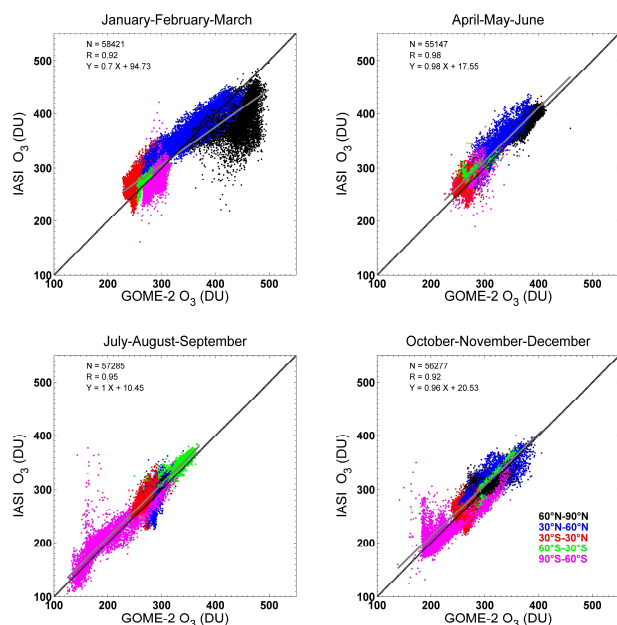 January-February-March
N = 58421
R = 0.92
Y = 0.7 X + 94.73
500
400
300
200
100
100 200 300 400 500
IASI O3 (DU)
GOME-2 O3 (DU)
April-May-June
N = 55147
R = 0.98
Y = 0.98 X + 17.55
500
400
300
200
100
100 200 300 400 500
IASI O3 (DU)
GOME-2 O3 (DU)
July-August-September
N = 57285
R = 0.95
Y = 1 X + 10.45
500
400
300
200
100
100 200 300 400 500
IASI O3 (DU)
GOME-2 O3 (DU)
October-November-December
N = 56277
R = 0.92
Y = 0.96 X + 20.53
500
400
300
200
100
100 200 300 400 500
IASI O3 (DU)
GOME-2 O3 (DU)
60°N-90°N
30°N-60°N
30°S-30°N
60°S-30°S
90°S-60°S